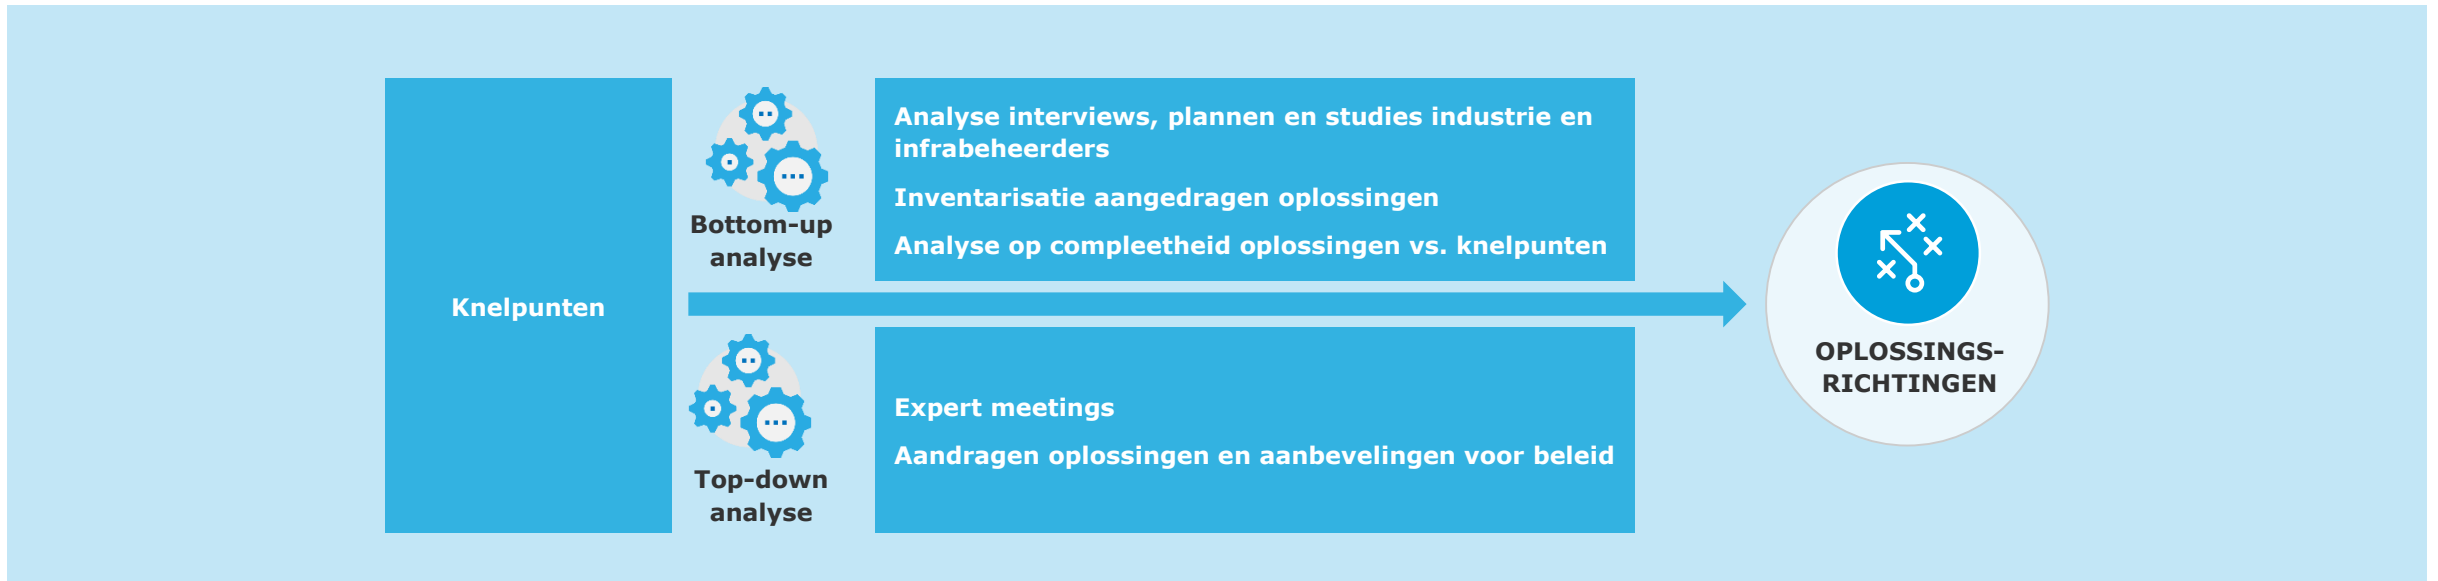 Knelpunten
Bottom-up
analyse
Analyse interviews, plannen en studies industrie en
infrabeheerders
Inventarisatie aangedragen oplossingen
Analyse op compleetheid oplossingen vs. knelpunten
Top-down
analyse
Expert meetings
Aandragen oplossingen en aanbevelingen voor beleid
OPLOSSINGS-
RICHTINGEN